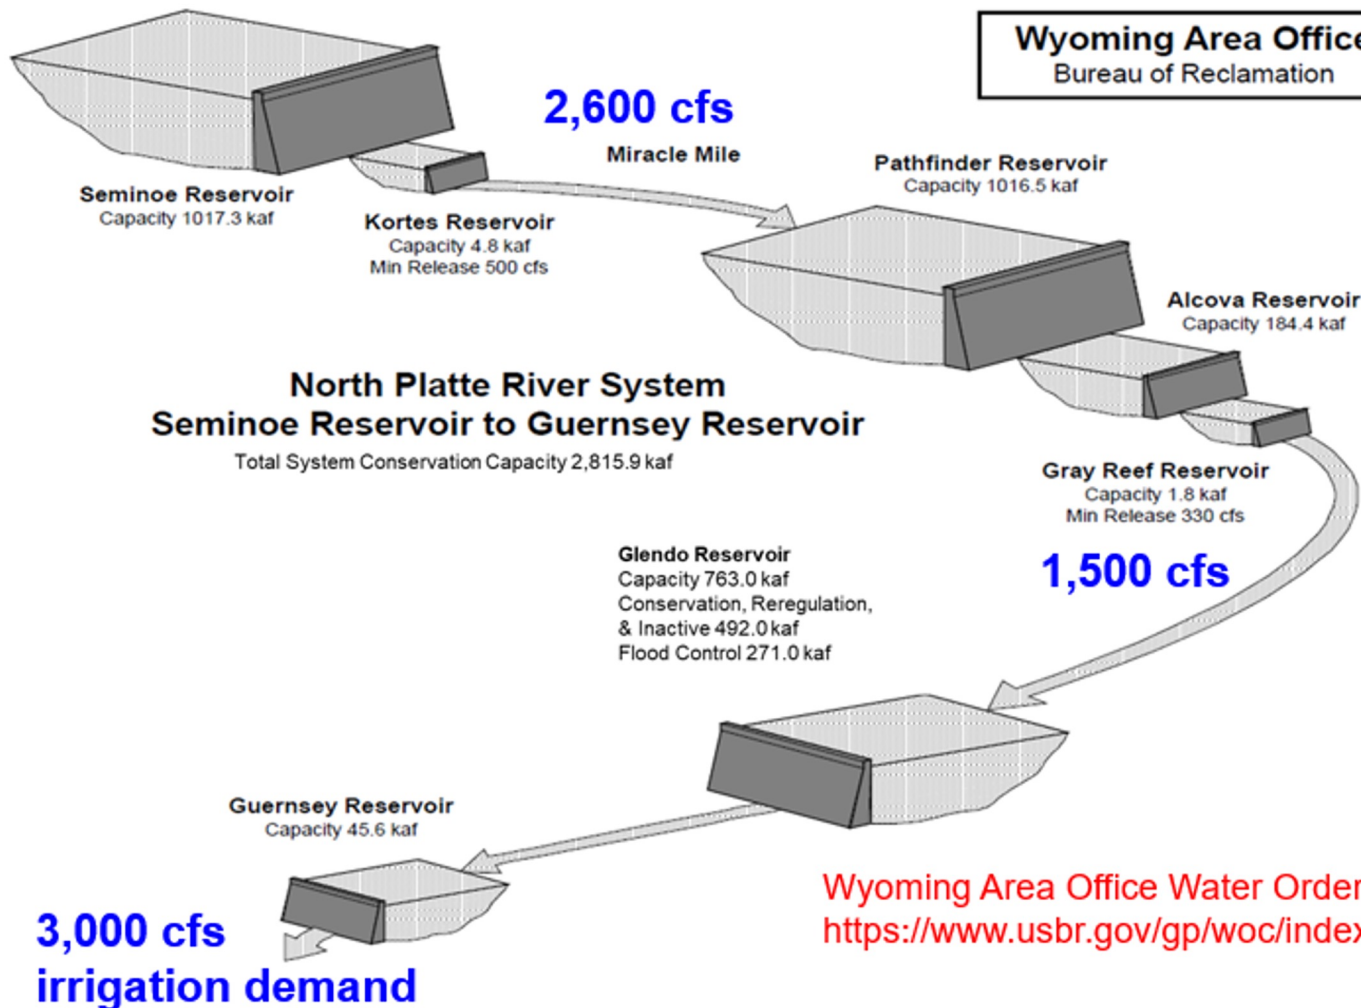 Wyoming Area Office
Bureau of Reclamation
2,600 cfs
Miracle Mile
Seminoe Reservoir
Capacity 1017.3 kaf
Kortes Reservoir
Capacity 4.8 kaf
Min Release 500 cfs
Pathfinder Reservoir
Capacity 1016.5 kaf
Alcova Reservoir
Capacity 184.4 kaf
North Platte River System
Seminoe Reservoir to Guernsey Reservoir
Total System Conservation Capacity 2,815.9 kaf
Gray Reef Reservoir
Capacity 1.8 kaf
Min Release 330 cfs
1,500 cfs
Glendo Reservoir
Capacity 763.0 kaf
Conservation, Reregulation,
& Inactive 492.0 kaf
Flood Control 271.0 kaf
Guernsey Reservoir
Capacity 45.6 kaf
3,000 cfs
irrigation demand
Wyoming Area Office Water Order
https://www.usbr.gov/gp/woc/index